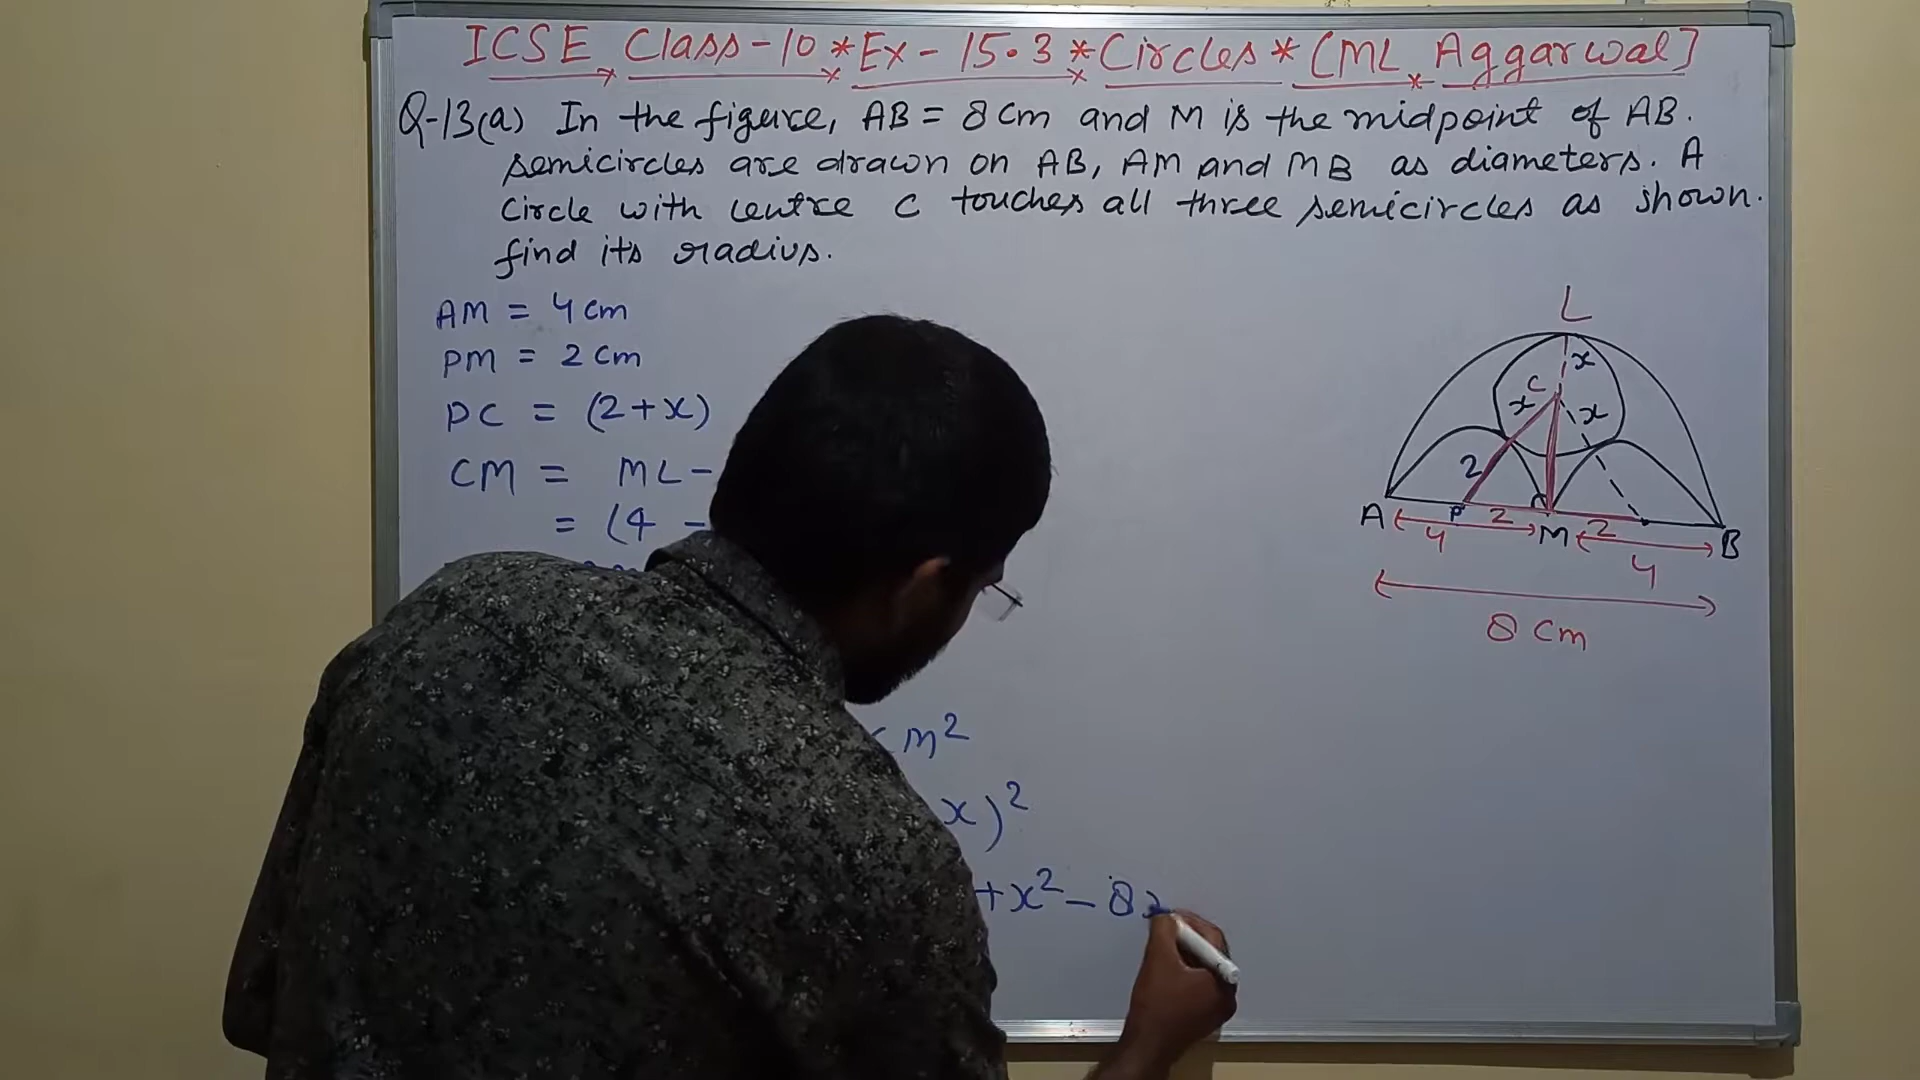 ICSE Class-10 * Ex-15.3 * Circles * [ML Aggarwal]
Q-13(a) In the figure, AB = 8cm and M is the midpoint of AB.
semicircles are drawn on AB, AM and MB as diameters. A
circle with centre C touches all three semicircles as shown.
find its radius.
AM = 4 cm
PM = 2 cm
PC = (2+x)
CM = ML -
= (4 -
M²
x)²
+x² - 8x
L
x
C
x
x
2
A
P
2
M
2
B
4
4
8 cm